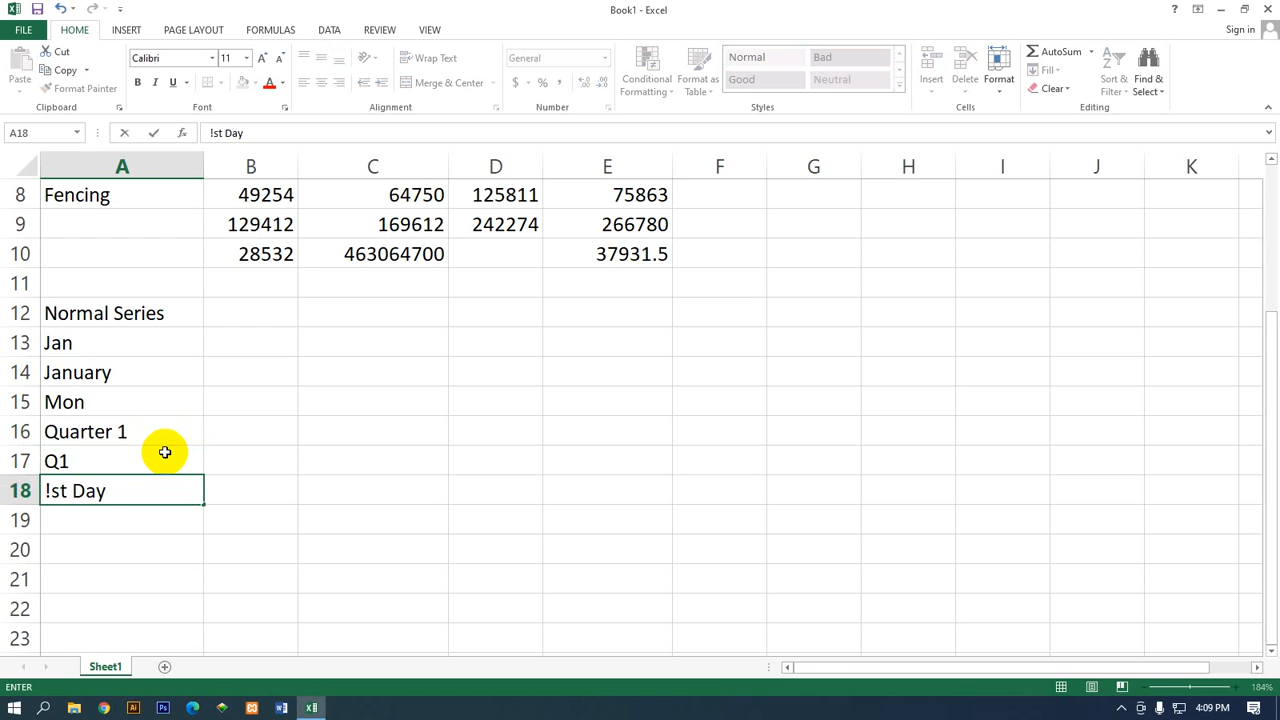 Book1 - Excel
FILE HOME INSERT PAGE LAYOUT FORMULAS DATA REVIEW VIEW Sign in
Paste Cut Copy Format Painter Clipboard
Calibri 11 A A B I U A Font
Wrap Text Merge & Center Alignment
General $ % , Number
Conditional Formatting Format as Table Normal Bad Good Neutral Styles
Insert Delete Format Cells
AutoSum Fill Clear Sort & Filter Find & Select Editing
A18 fx !st Day
A B C D E F G H I J K
8 Fencing 49254 64750 125811 75863
9 129412 169612 242274 266780
10 28532 463064700 37931.5
11
12 Normal Series
13 Jan
14 January
15 Mon
16 Quarter 1
17 Q1
18 !st Day
19
20
21
22
23
Sheet1
ENTER 184%
4:09 PM